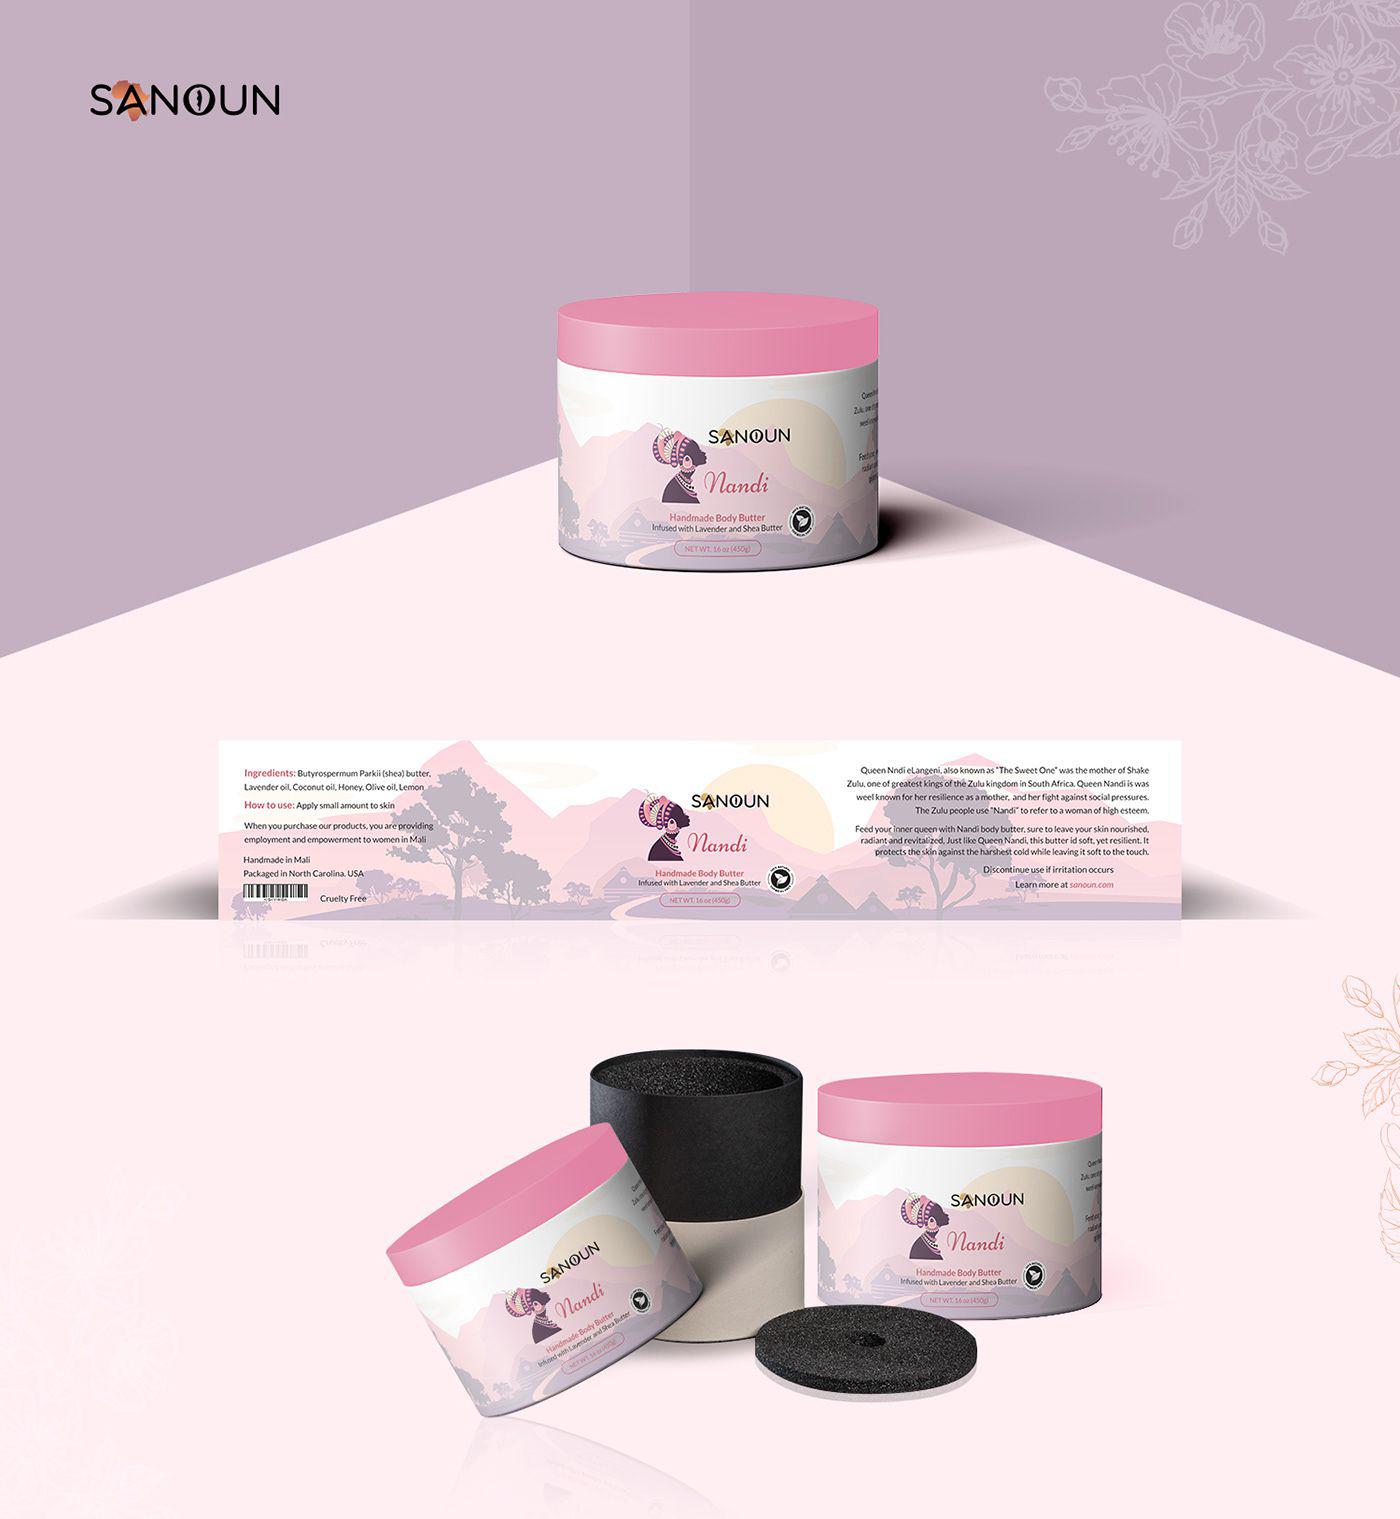 SANOUN
SANOUN
Nandi
Handmade Body Butter
Infused with Lavender and Shea Butter
NET WT. 16 oz (450g)
Ingredients: Butyrospermum Parkii (shea) butter,
Lavender oil, Coconut oil, Honey, Olive oil, Lemon
How to use: Apply small amount to skin
When you purchase our products, you are providing
employment and empowerment to women in Mali
Handmade in Mali
Packaged in North Carolina. USA
Cruelty Free
SANOUN
Nandi
Handmade Body Butter
Infused with Lavender and Shea Butter
NET WT. 16 oz (450g)
Queen Nndi eLangeni, also known as "The Sweet One" was the mother of Shake
Zulu, one of greatest kings of the Zulu kingdom in South Africa. Queen Nandi is was
weel known for her resilience as a mother, and her fight against social pressures.
The Zulu people use "Nandi" to refer to a woman of high esteem.
Feed your inner queen with Nandi body butter, sure to leave your skin nourished,
radiant and revitalized, Just like Queen Nandi, this butter id soft, yet resilient. It
protects the skin against the harshest cold while leaving it soft to the touch.
Discontinue use if irritation occurs
Learn more at sanoun.com
SANOUN
Nandi
Handmade Body Butter
Infused with Lavender and Shea Butter
NET WT. 16 oz (450g)
SANOUN
Nandi
Handmade Body Butter
Infused with Lavender and Shea Butter
NET WT. 16 oz (450g)